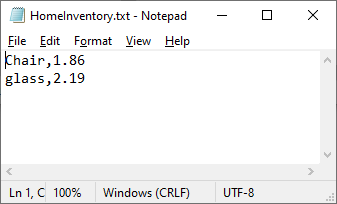 HomeInventory.txt - Notepad
File Edit Format View Help
Chair,1.86
glass,2.19
Ln 1, C 100% Windows (CRLF) UTF-8